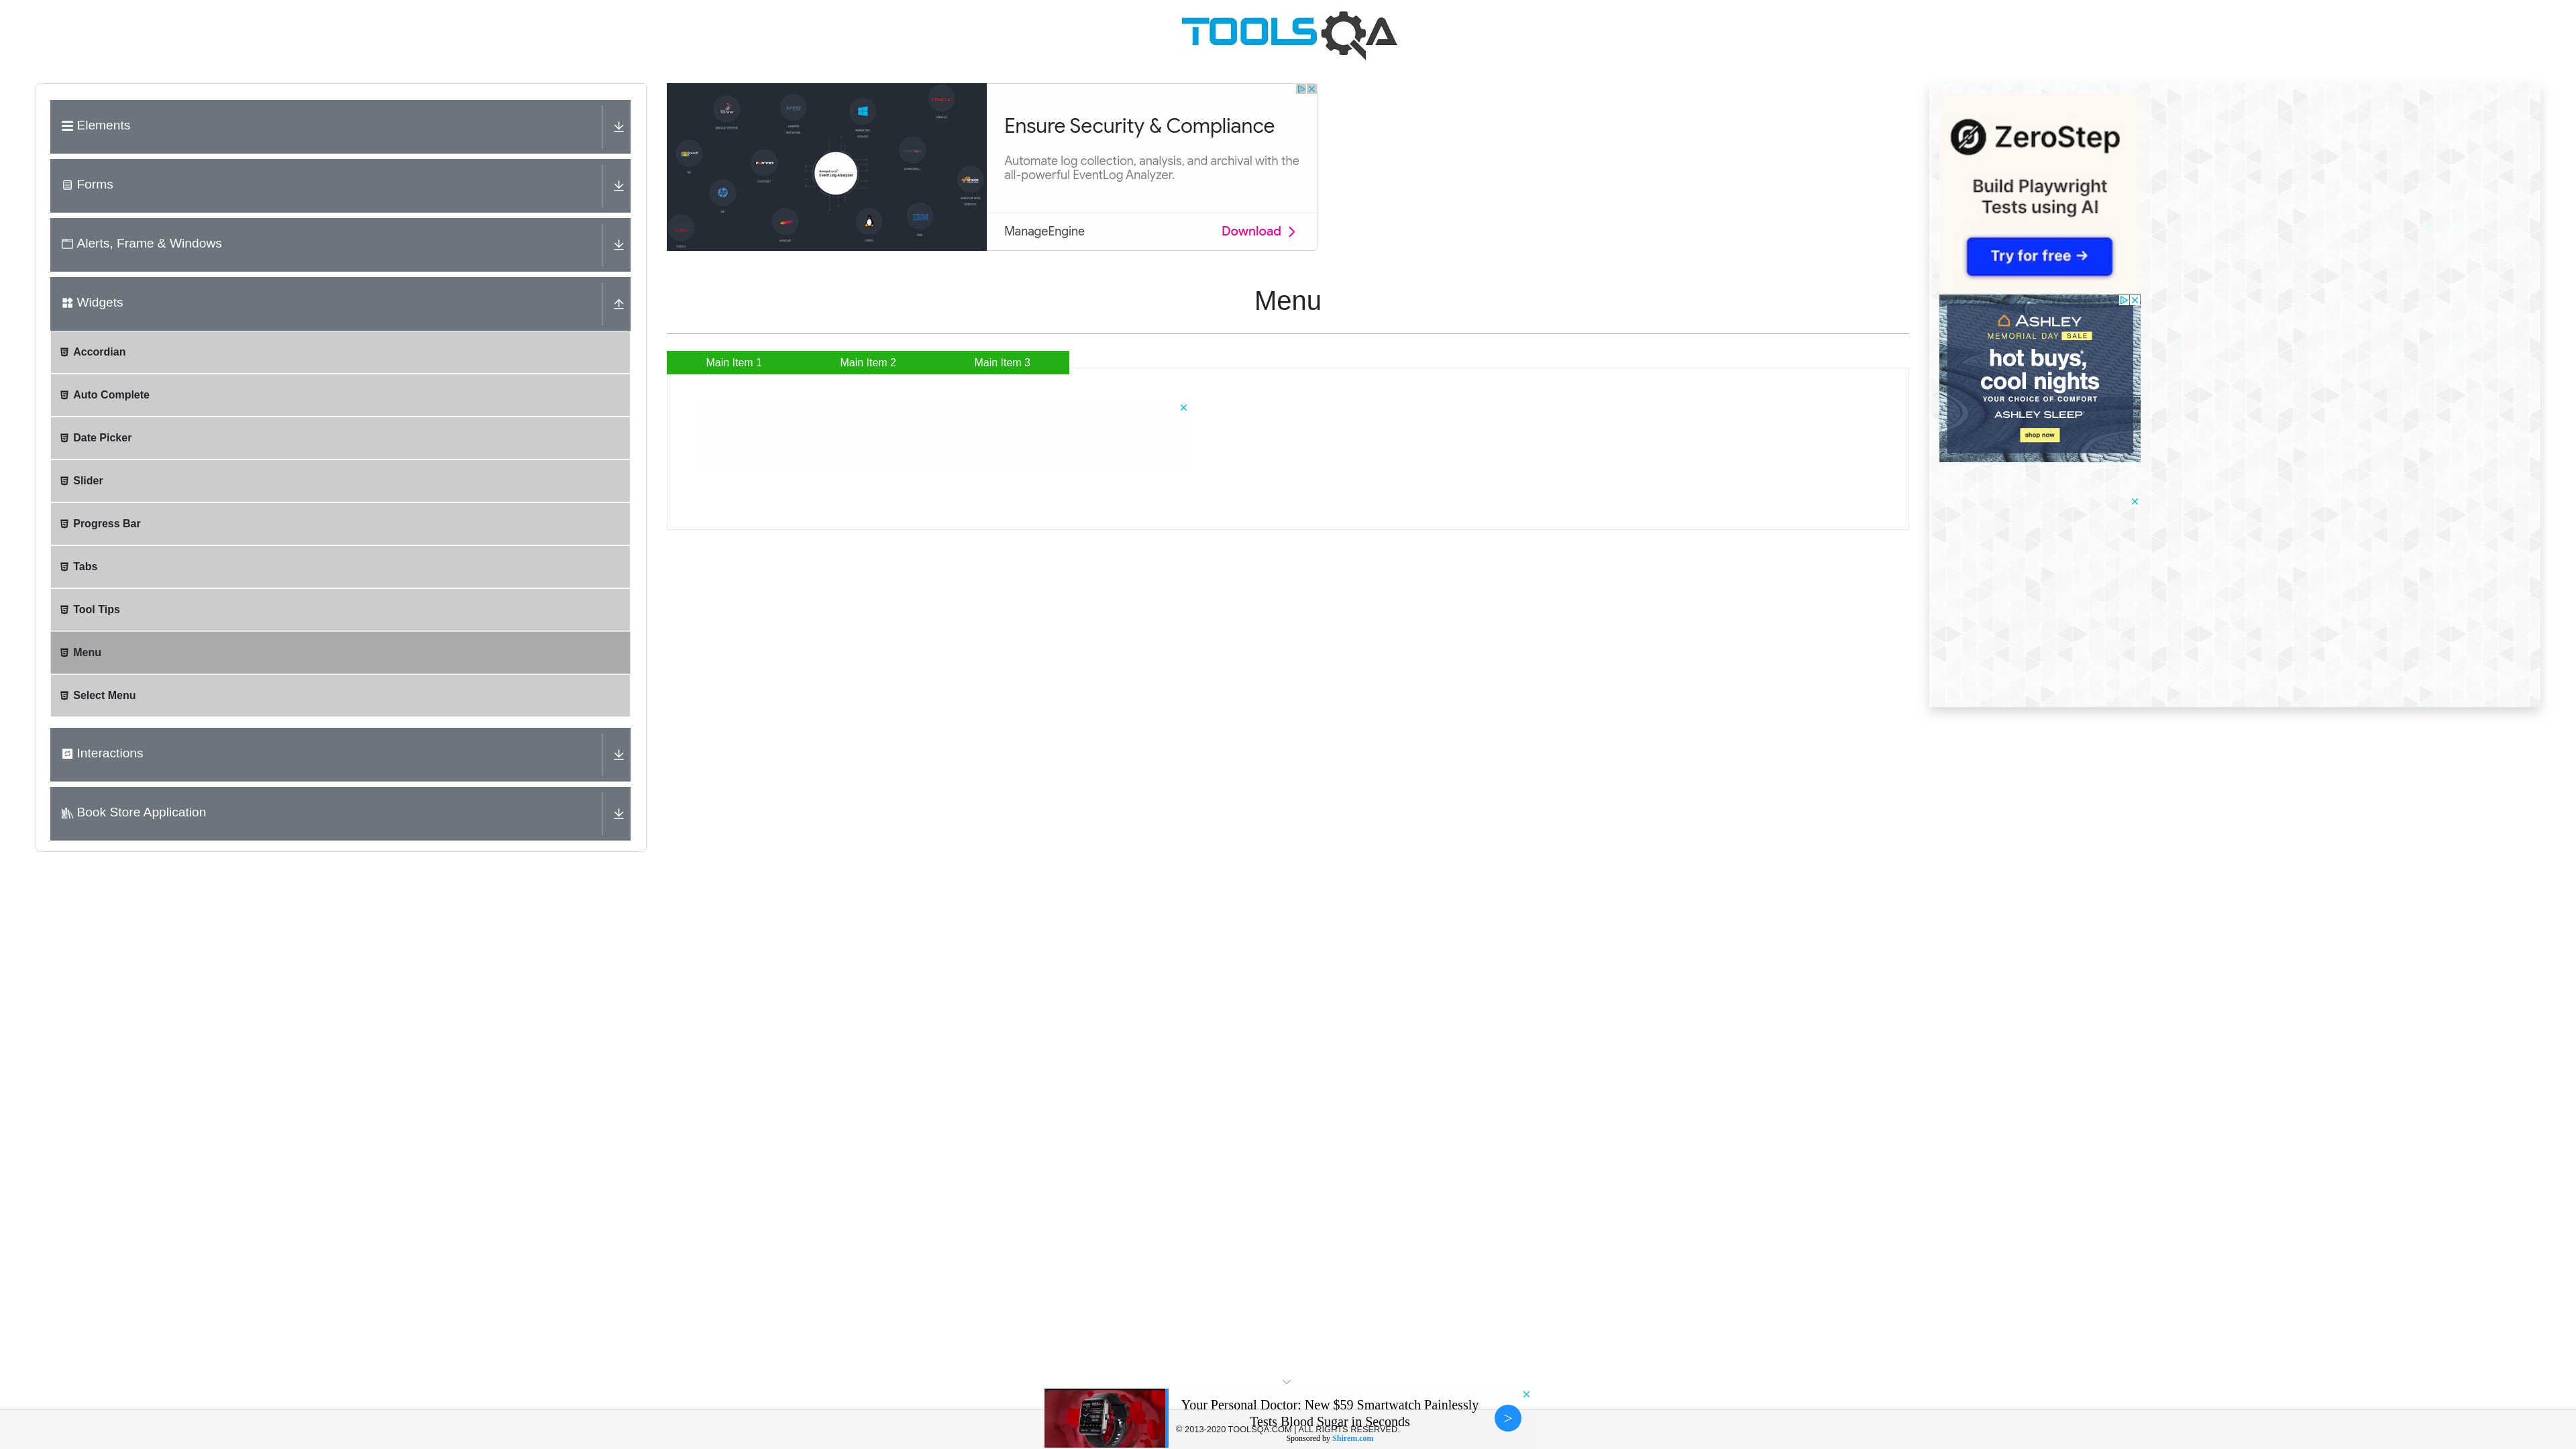 TOOLSQA
Elements
Forms
Alerts, Frame & Windows
Widgets
Accordian
Auto Complete
Date Picker
Slider
Progress Bar
Tabs
Tool Tips
Menu
Select Menu
Interactions
Book Store Application
Ensure Security & Compliance
Automate log collection, analysis, and archival with the
all-powerful EventLog Analyzer.
ManageEngine
Download
EventLog Analyzer
IBM
Menu
Main Item 1
Main Item 2
Main Item 3
ZeroStep
Build Playwright
Tests using AI
Try for free →
ASHLEY
MEMORIAL DAY SALE
hot buys,
cool nights
YOUR CHOICE OF COMFORT
ASHLEY SLEEP
shop now
Your Personal Doctor: New $59 Smartwatch Painlessly
Tests Blood Sugar in Seconds
Sponsored by Shirem.com
>
© 2013-2020 TOOLSQA.COM | ALL RIGHTS RESERVED.